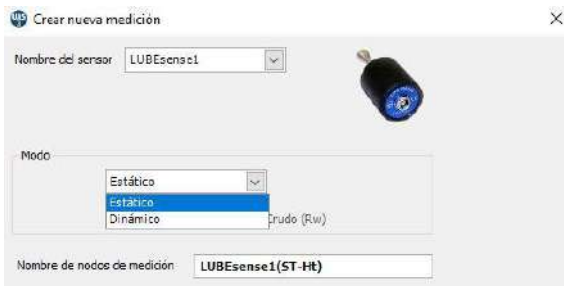 Crear nueva medición
Nombre del sensor LUBEsense1
Modo
Estático
Estático
Dinámico
Crudo (Rw)
Nombre de nodos de medición LUBEsense1(ST-Ht)